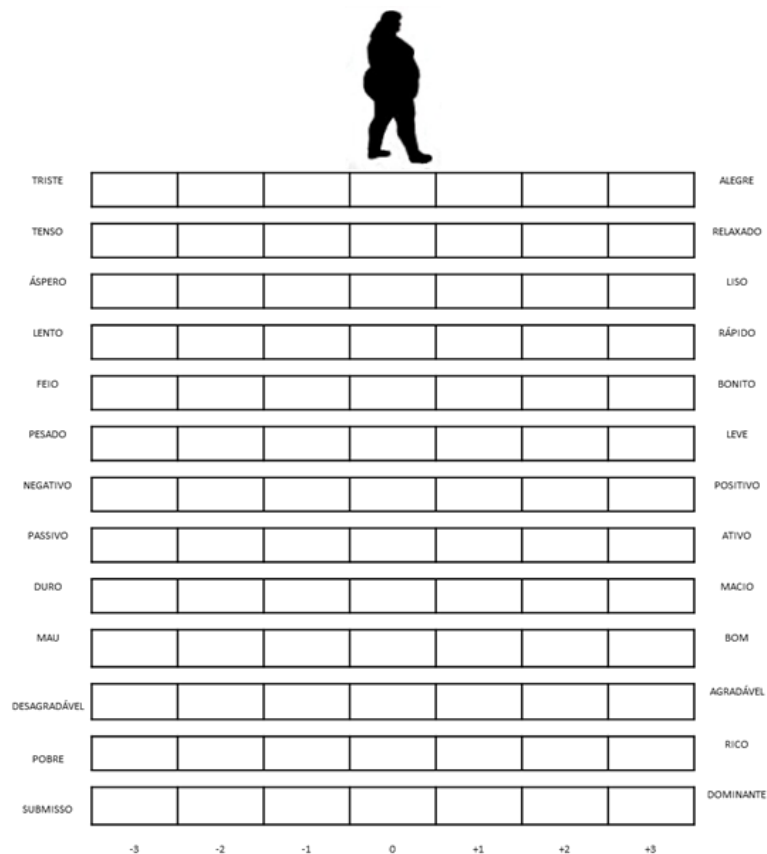 TRISTE ALEGRE
TENSO RELAXADO
ÁSPERO LISO
LENTO RÁPIDO
FEIO BONITO
PESADO LEVE
NEGATIVO POSITIVO
PASSIVO ATIVO
DURO MACIO
MAU BOM
DESAGRADÁVEL AGRADÁVEL
POBRE RICO
SUBMISSO DOMINANTE
-3 -2 -1 0 +1 +2 +3